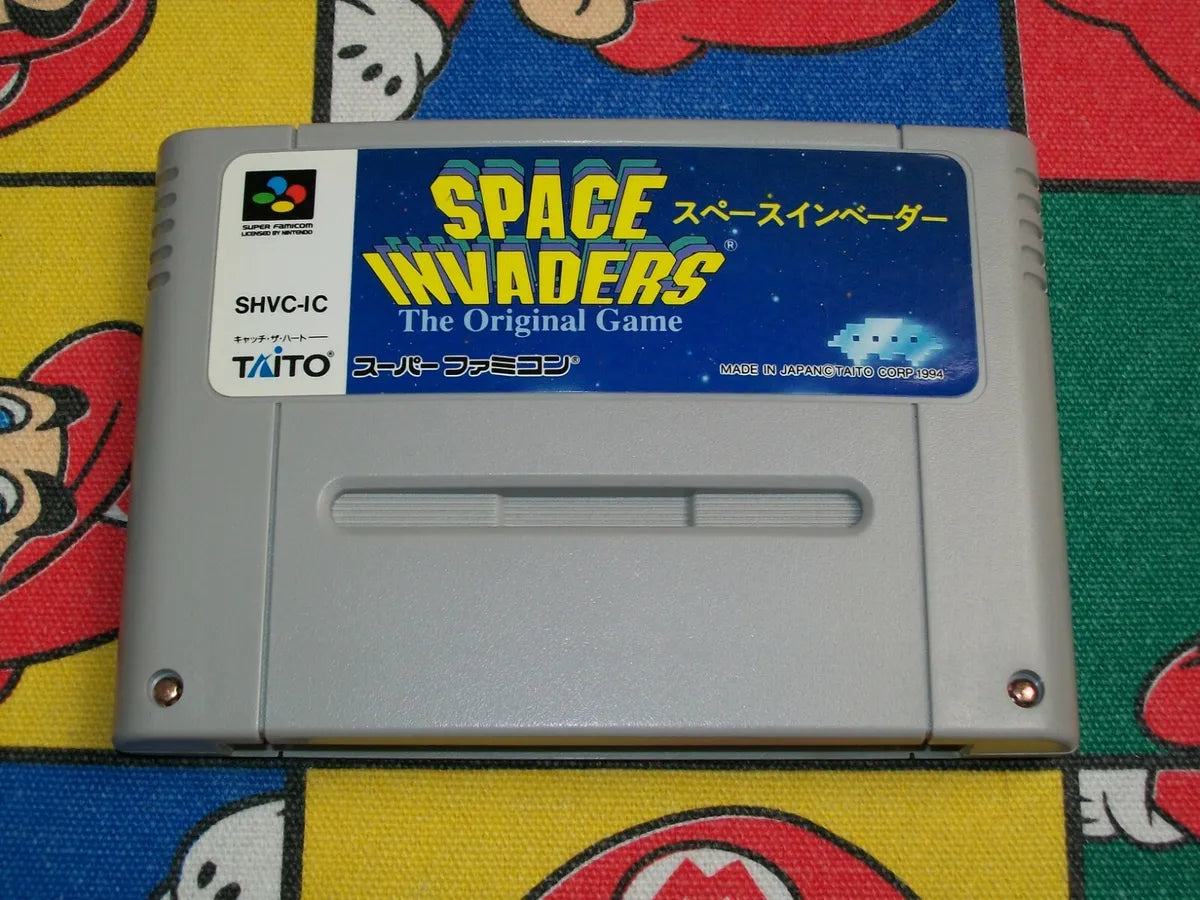 SUPER FAMICOM
LICENSED BY NINTENDO
SHVC-IC
キャッチ・ザ・ハート
TAITO®
SPACE
INVADERS®
The Original Game
スペースインベーダー
スーパーファミコン®
MADE IN JAPAN©TAITO CORP.1994
M